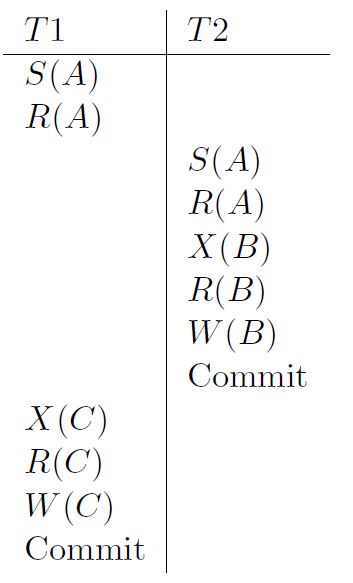 T1 T2
S(A)
R(A)
S(A)
R(A)
X(B)
R(B)
W(B)
Commit
X(C)
R(C)
W(C)
Commit